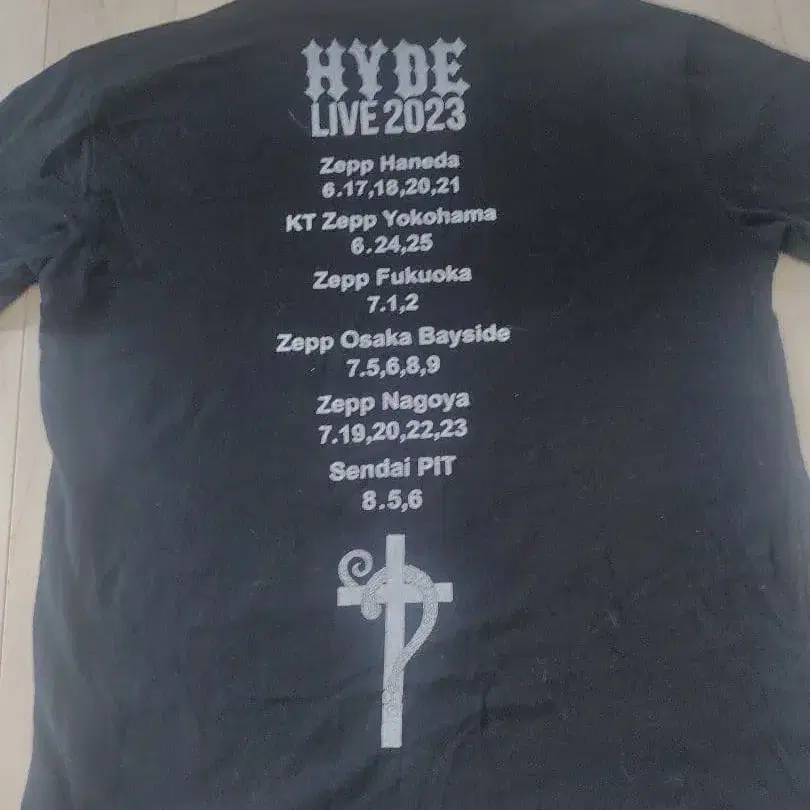 HYDE
LIVE 2023
Zepp Haneda
6.17,18,20,21
KT Zepp Yokohama
6.24,25
Zepp Fukuoka
7.1,2
Zepp Osaka Bayside
7.5,6,8,9
Zepp Nagoya
7.19,20,22,23
Sendai PIT
8.5,6